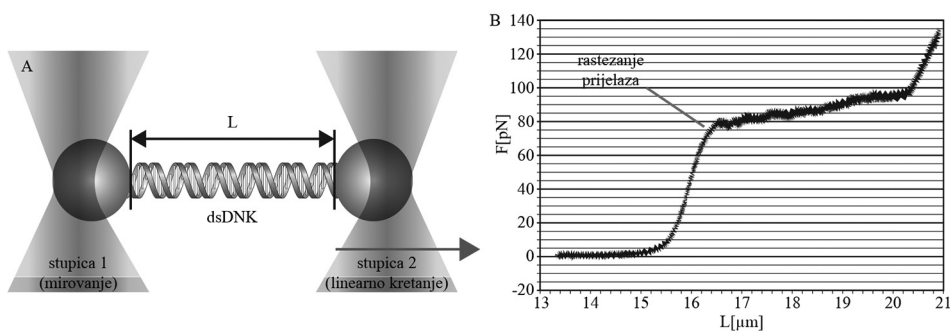 A
L
dsDNK
stupica 1
(mirovanje)
stupica 2
(linearno kretanje)
B
140
120
100
80
60
40
20
0
-20
F[pN]
rastezanje
prijelaza
13 14 15 16 17 18 19 20 21
L[µm]